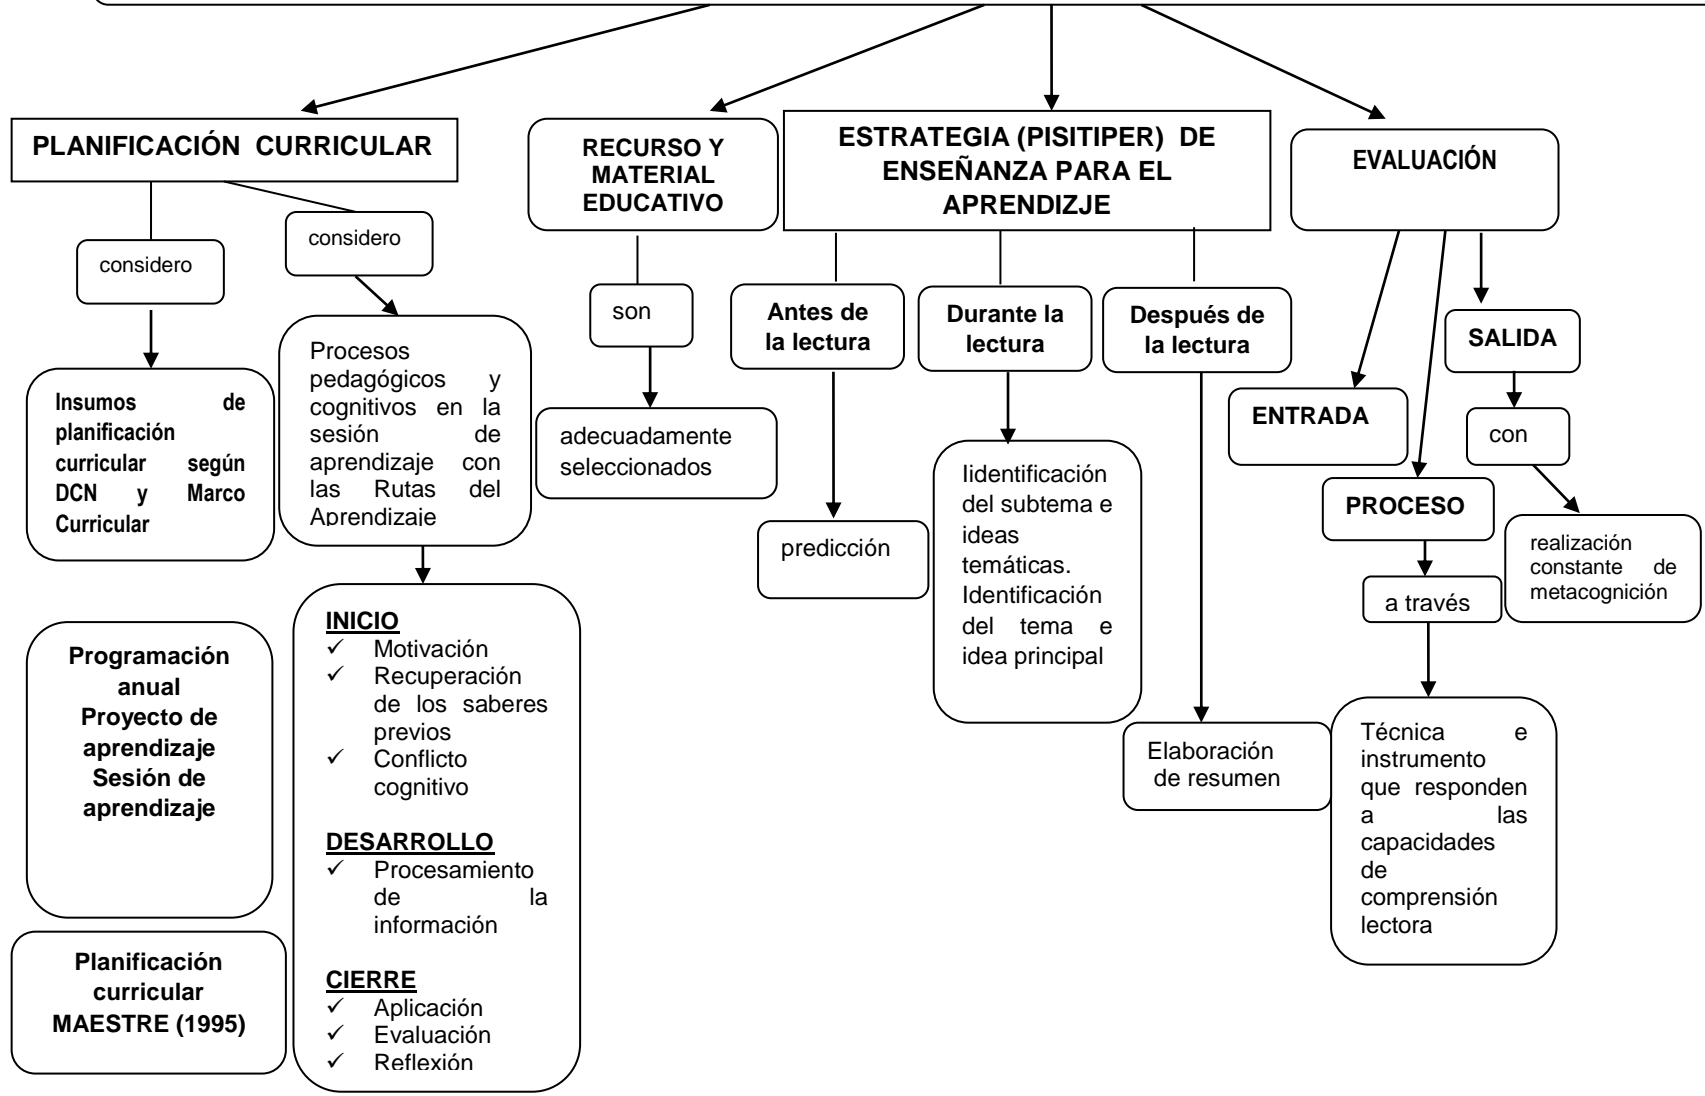 PLANIFICACIÓN CURRICULAR
considero
Insumos de
planificación
curricular según
DCN y Marco
Curricular
considero
Procesos
pedagógicos y
cognitivos en la
sesión de
aprendizaje con
las Rutas del
Aprendizaje
Programación
anual
Proyecto de
aprendizaje
Sesión de
aprendizaje
Planificación
curricular
MAESTRE (1995)
INICIO
✓ Motivación
✓ Recuperación
de los saberes
previos
✓ Conflicto
cognitivo
DESARROLLO
✓ Procesamiento
de la
información
CIERRE
✓ Aplicación
✓ Evaluación
✓ Reflexión
RECURSO Y
MATERIAL
EDUCATIVO
son
adecuadamente
seleccionados
ESTRATEGIA (PISITIPER) DE
ENSEÑANZA PARA EL
APRENDIZJE
Antes de
la lectura
predicción
Durante la
lectura
Iidentificación
del subtema e
ideas
temáticas.
Identificación
del tema e
idea principal
Después de
la lectura
Elaboración
de resumen
EVALUACIÓN
ENTRADA
PROCESO
a través
Técnica e
instrumento
que responden
a las
capacidades
de
comprensión
lectora
SALIDA
con
realización
constante de
metacognición